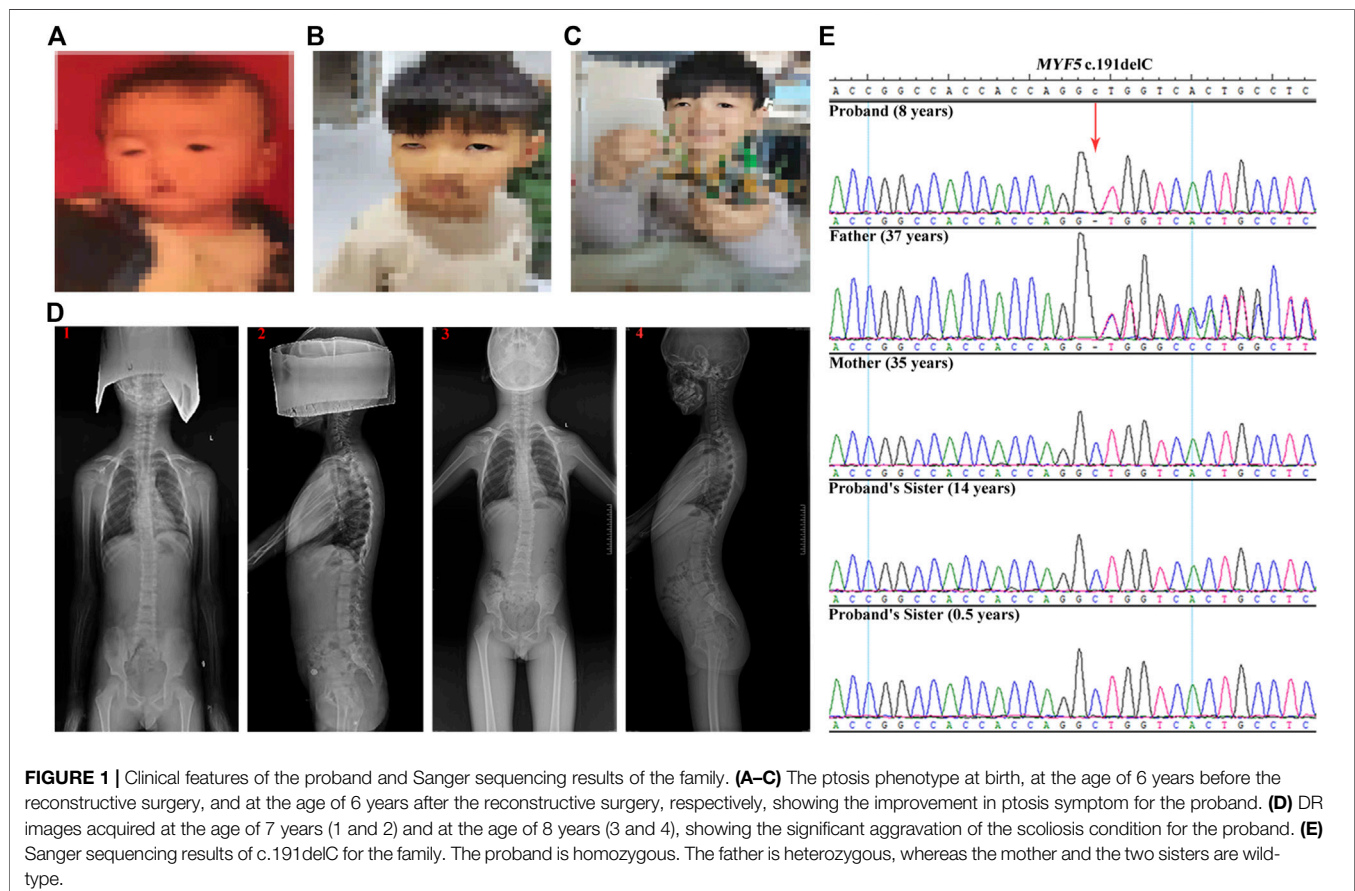 A
B
C
E
MYF5 c.191delC
A C C G G C C A C C A C C A G G c T G G T C A C T G C C T C
Proband (8 years)
A C C G G C C A C C A C C A G G - T G G T C A C T G C C T C
Father (37 years)
A C C G G C C A C C A C C A G G - T G G G C C C T G G C T T
Mother (35 years)
A C C G G C C A C C A C C A G G C T G G T C A C T G C C T C
Proband's Sister (14 years)
A C C G G C C A C C A C C A G G C T G G T C A C T G C C T C
Proband's Sister (0.5 years)
A C C G G C C A C C A C C A G G C T G G T C A C T G C C T C
D
1
2
3
4
L
L
FIGURE 1 | Clinical features of the proband and Sanger sequencing results of the family. (A–C) The ptosis phenotype at birth, at the age of 6 years before the
reconstructive surgery, and at the age of 6 years after the reconstructive surgery, respectively, showing the improvement in ptosis symptom for the proband. (D) DR
images acquired at the age of 7 years (1 and 2) and at the age of 8 years (3 and 4), showing the significant aggravation of the scoliosis condition for the proband. (E)
Sanger sequencing results of c.191delC for the family. The proband is homozygous. The father is heterozygous, whereas the mother and the two sisters are wild-
type.